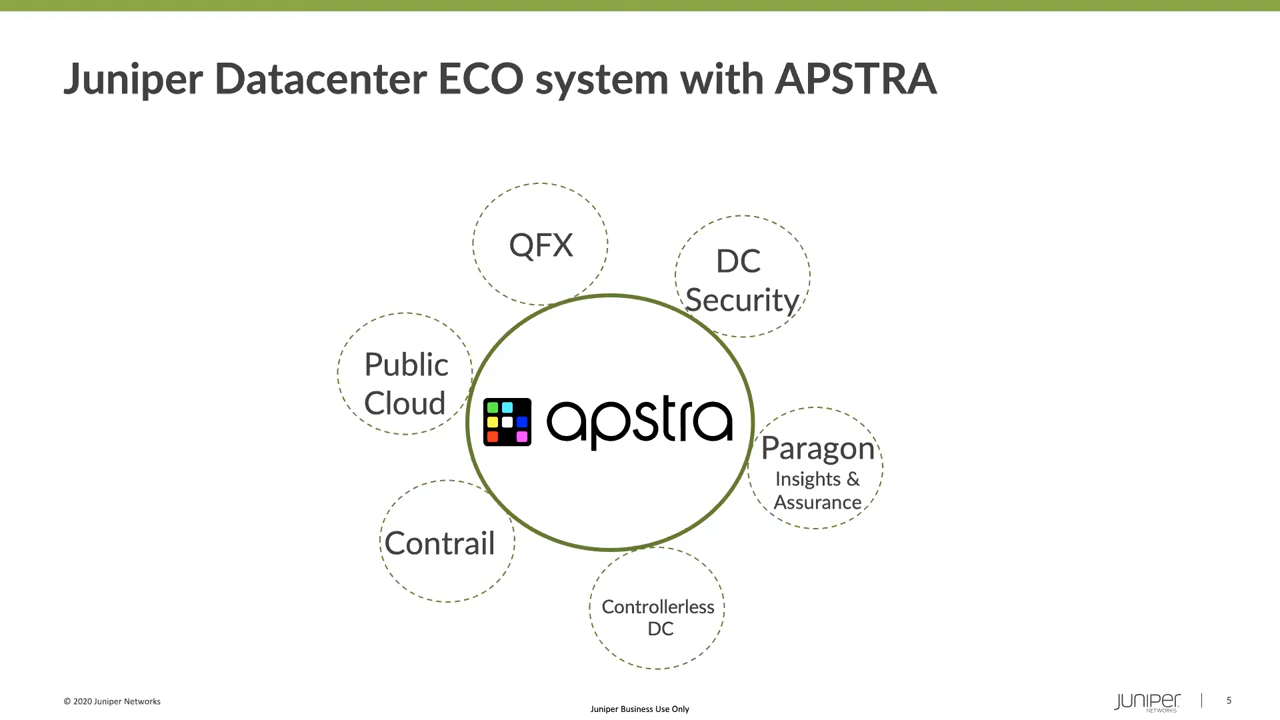 Juniper Datacenter ECO system with APSTRA
QFX
DC
Security
Public
Cloud
apstra
Paragon
Insights &
Assurance
Contrail
Controllerless
DC
© 2020 Juniper Networks
Juniper Business Use Only
JUNIPER
NETWORKS
5